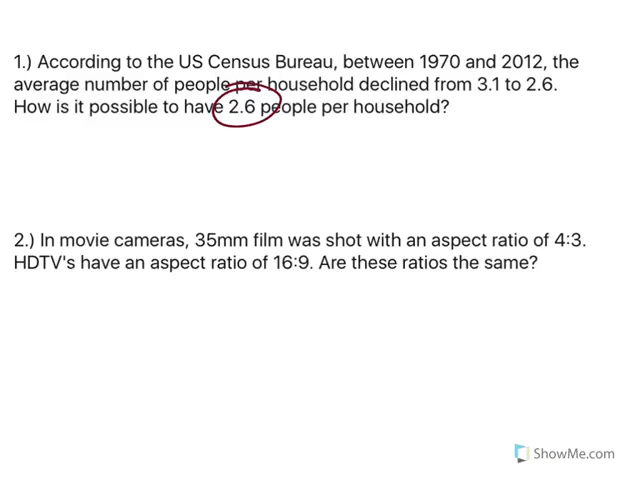 1.) According to the US Census Bureau, between 1970 and 2012, the
average number of people per household declined from 3.1 to 2.6.
How is it possible to have 2.6 people per household?
2.) In movie cameras, 35mm film was shot with an aspect ratio of 4:3.
HDTV's have an aspect ratio of 16:9. Are these ratios the same?
ShowMe.com